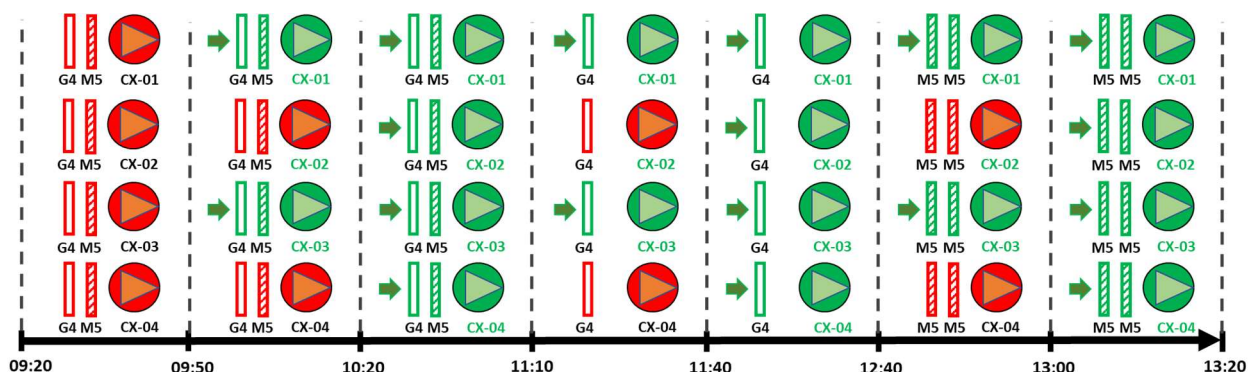 G4 M5 CX-01 G4 M5 CX-01 G4 M5 CX-01 G4 CX-01 G4 CX-01 M5 M5 CX-01 M5 M5 CX-01
G4 M5 CX-02 G4 M5 CX-02 G4 M5 CX-02 G4 CX-02 G4 CX-02 M5 M5 CX-02 M5 M5 CX-02
G4 M5 CX-03 G4 M5 CX-03 G4 M5 CX-03 G4 CX-03 G4 CX-03 M5 M5 CX-03 M5 M5 CX-03
G4 M5 CX-04 G4 M5 CX-04 G4 M5 CX-04 G4 CX-04 G4 CX-04 M5 M5 CX-04 M5 M5 CX-04
09:20 09:50 10:20 11:10 11:40 12:40 13:00 13:20